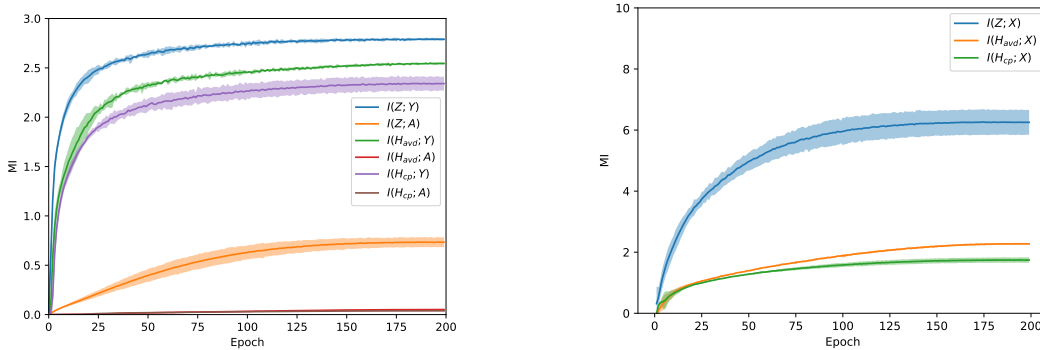 3.0
2.5
2.0
1.5
1.0
0.5
0.0
MI
0 25 50 75 100 125 150 175 200
Epoch
I(Z; Y)
I(Z; A)
I(H_avd; Y)
I(H_avd; A)
I(H_cp; Y)
I(H_cp; A)
10
8
6
4
2
0
MI
0 25 50 75 100 125 150 175 200
Epoch
I(Z; X)
I(H_avd; X)
I(H_cp; X)